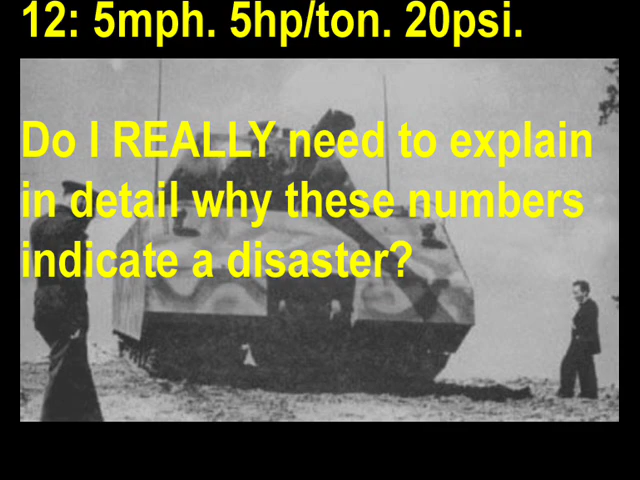 12: 5mph. 5hp/ton. 20psi.
Do I REALLY need to explain
in detail why these numbers
indicate a disaster?